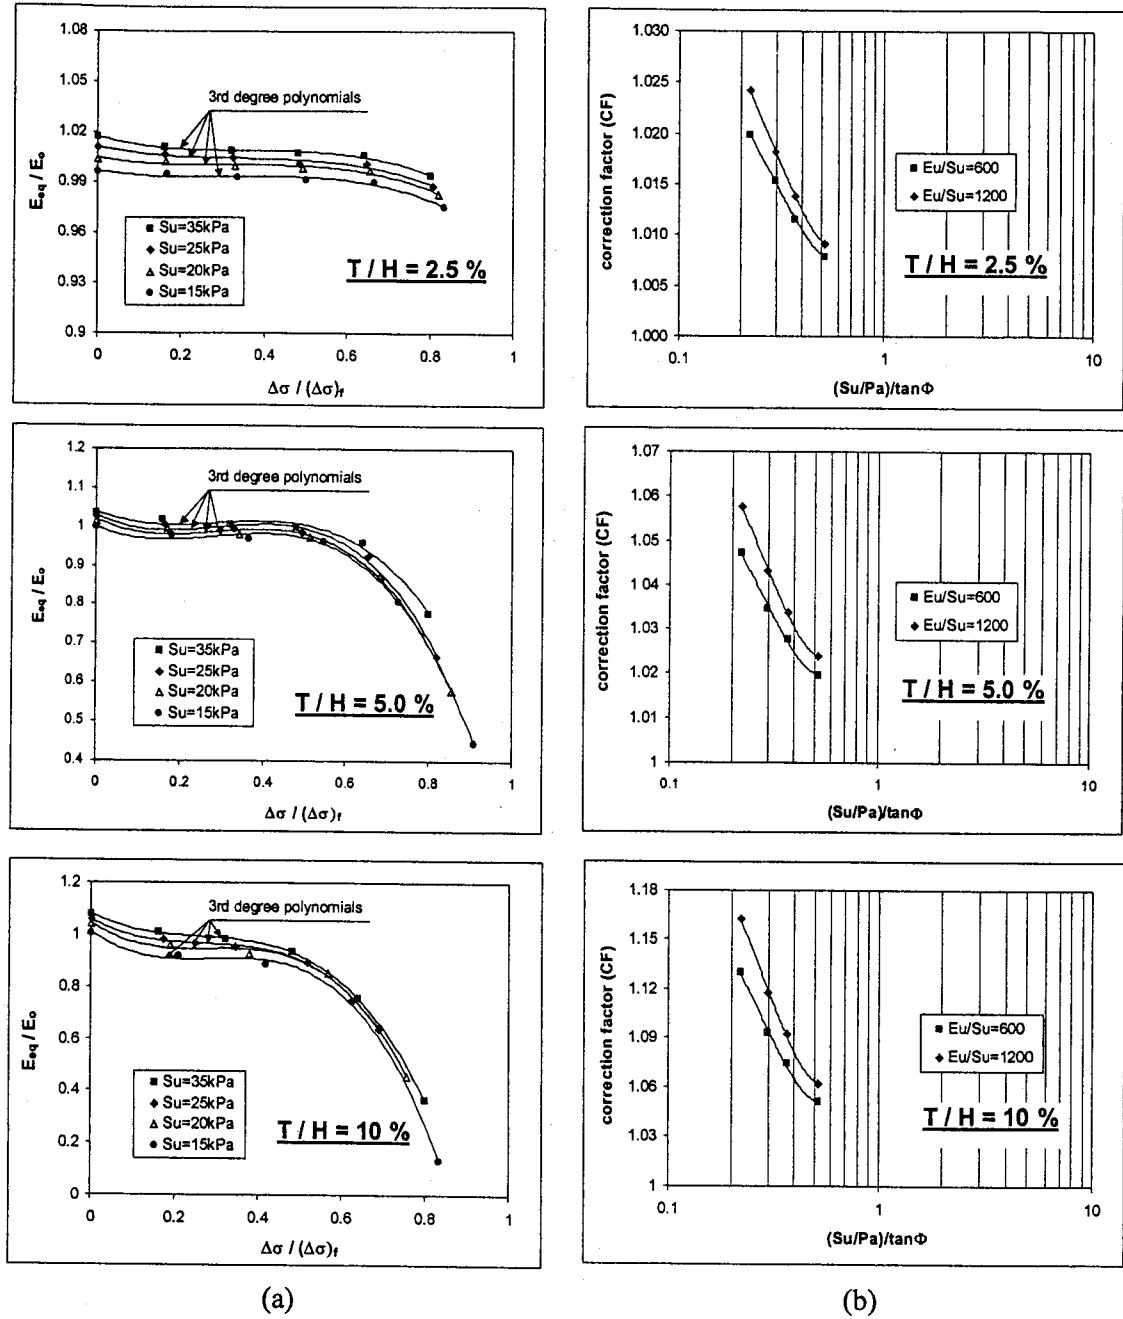 1.08
1.05
1.02
0.99
0.96
0.93
0.9
Eeq / Eo
3rd degree polynomials
Su=35kPa
Su=25kPa
Su=20kPa
Su=15kPa
T / H = 2.5 %
0 0.2 0.4 0.6 0.8 1
Δσ / (Δσ)f
1.030
1.025
1.020
1.015
1.010
1.005
1.000
correction factor (CF)
Eu/Su=600
Eu/Su=1200
T / H = 2.5 %
0.1 1 10
(Su/Pa)/tanΦ
1.2
1.1
1
0.9
0.8
0.7
0.6
0.5
0.4
Eeq / Eo
3rd degree polynomials
Su=35kPa
Su=25kPa
Su=20kPa
Su=15kPa
T / H = 5.0 %
0 0.2 0.4 0.6 0.8 1
Δσ / (Δσ)f
1.07
1.06
1.05
1.04
1.03
1.02
1.01
1
correction factor (CF)
Eu/Su=600
Eu/Su=1200
T / H = 5.0 %
0.1 1 10
(Su/Pa)/tanΦ
1.2
1
0.8
0.6
0.4
0.2
0
Eeq / Eo
3rd degree polynomials
Su=35kPa
Su=25kPa
Su=20kPa
Su=15kPa
T / H = 10 %
0 0.2 0.4 0.6 0.8 1
Δσ / (Δσ)f
1.18
1.15
1.12
1.09
1.06
1.03
1
correction factor (CF)
Eu/Su=600
Eu/Su=1200
T / H = 10 %
0.1 1 10
(Su/Pa)/tanΦ
(a)
(b)